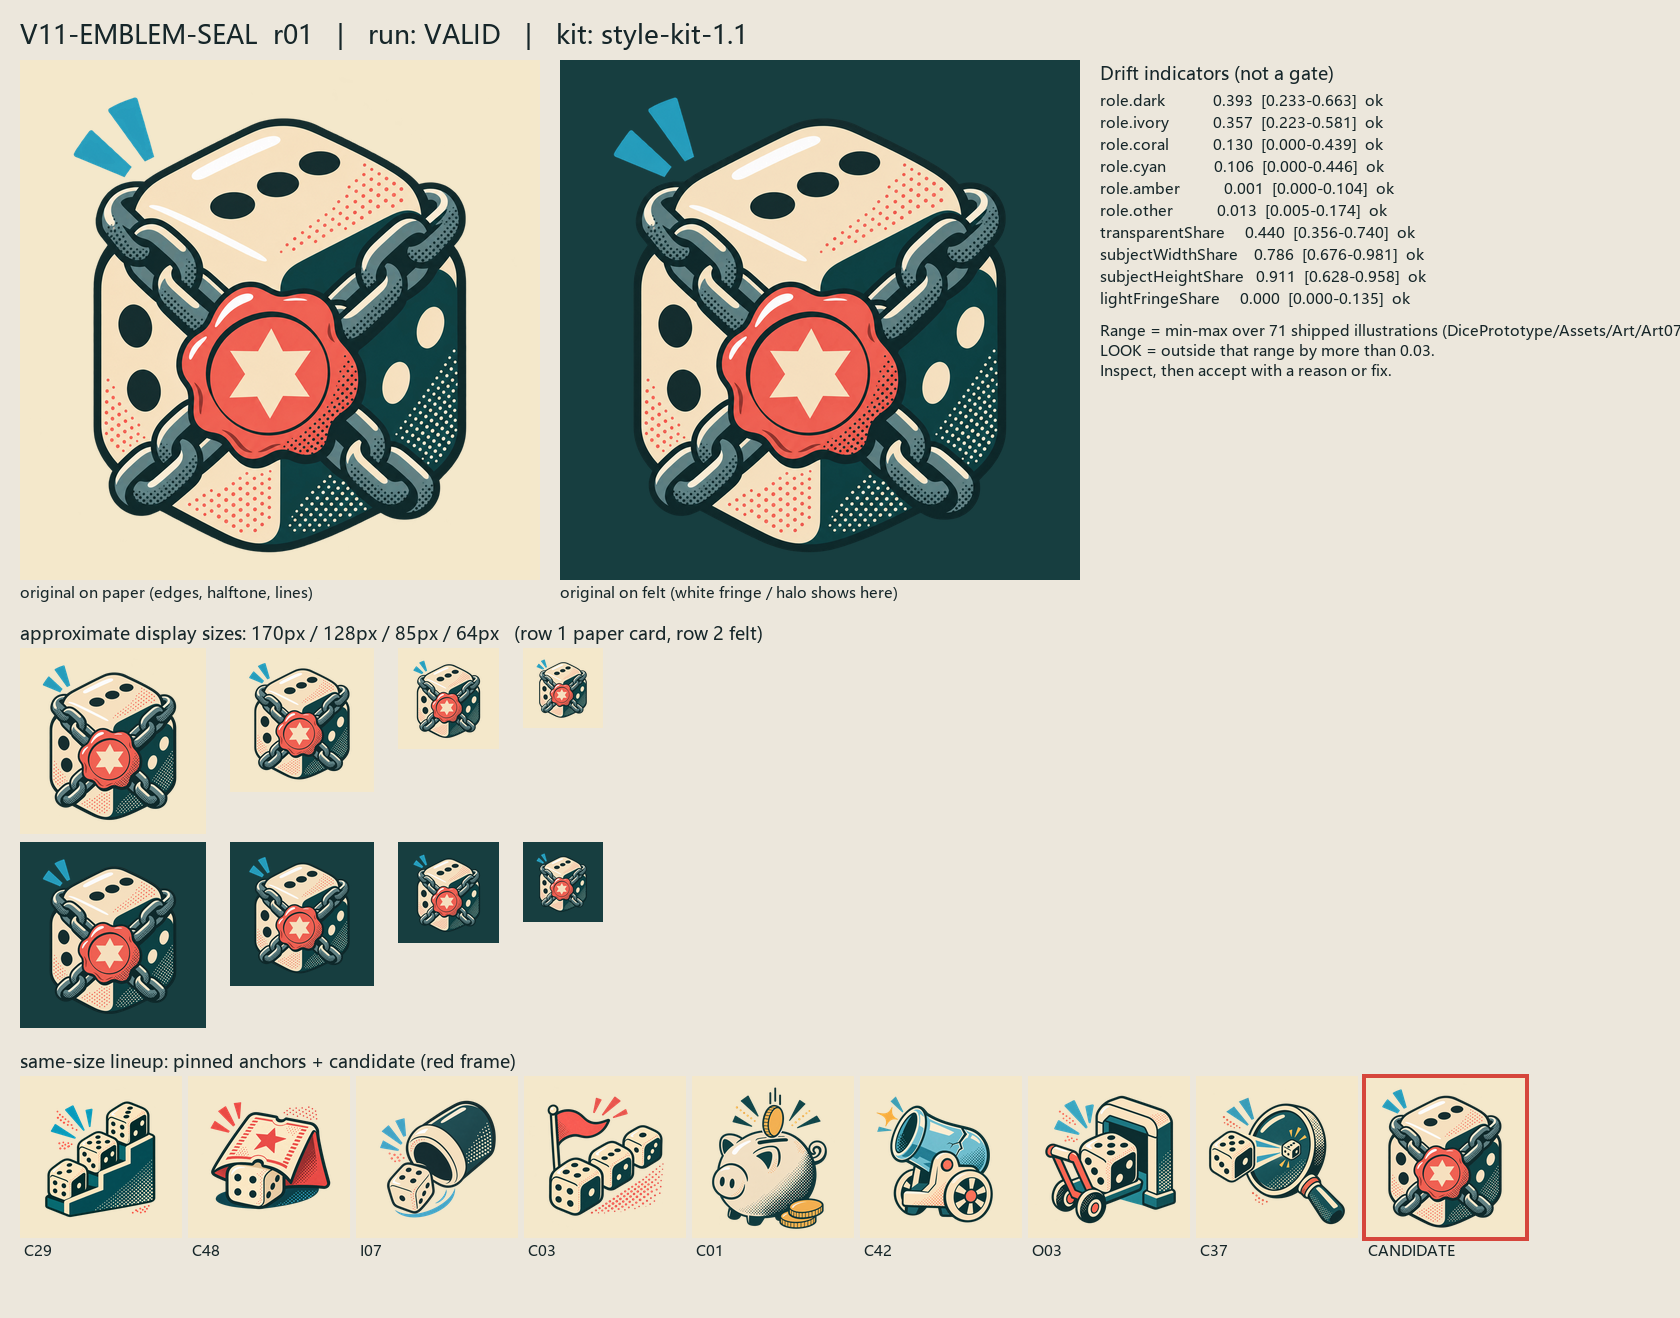 V11-EMBLEM-SEAL r01 | run: VALID | kit: style-kit-1.1
Drift indicators (not a gate)
role.dark 0.393 [0.233-0.663] ok
role.ivory 0.357 [0.223-0.581] ok
role.coral 0.130 [0.000-0.439] ok
role.cyan 0.106 [0.000-0.446] ok
role.amber 0.001 [0.000-0.104] ok
role.other 0.013 [0.005-0.174] ok
transparentShare 0.440 [0.356-0.740] ok
subjectWidthShare 0.786 [0.676-0.981] ok
subjectHeightShare 0.911 [0.628-0.958] ok
lightFringeShare 0.000 [0.000-0.135] ok
Range = min-max over 71 shipped illustrations (DicePrototype/Assets/Art/Art07
LOOK = outside that range by more than 0.03.
Inspect, then accept with a reason or fix.
original on paper (edges, halftone, lines)
original on felt (white fringe / halo shows here)
approximate display sizes: 170px / 128px / 85px / 64px (row 1 paper card, row 2 felt)
same-size lineup: pinned anchors + candidate (red frame)
C29
C48
I07
C03
C01
C42
O03
C37
CANDIDATE